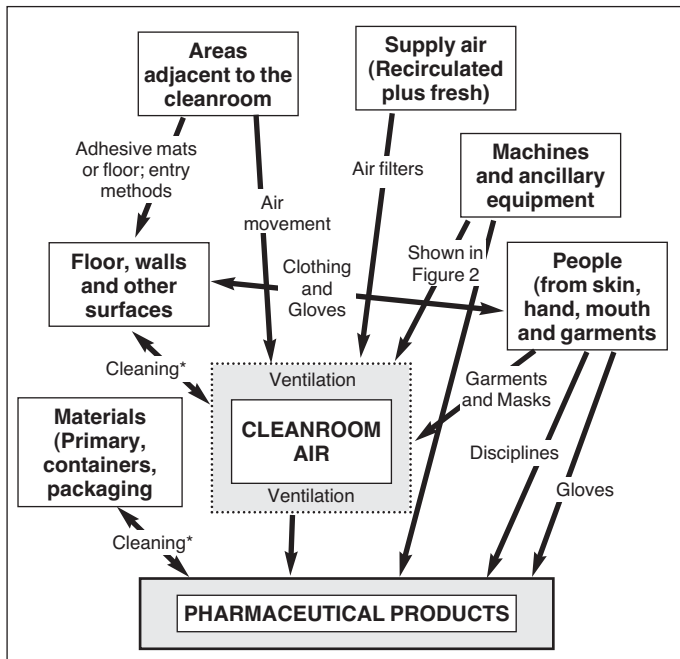 Areas
adjacent to the
cleanroom
Supply air
(Recirculated
plus fresh)
Adhesive mats
or floor; entry
methods
Air filters
Machines
and ancillary
equipment
Air
movement
Floor, walls
and other
surfaces
Clothing
and
Gloves
Shown in
Figure 2
People
(from skin,
hand, mouth
and garments
Cleaning*
Ventilation
Garments
and Masks
Materials
(Primary,
containers,
packaging
CLEANROOM
AIR
Ventilation
Disciplines
Gloves
Cleaning*
PHARMACEUTICAL PRODUCTS